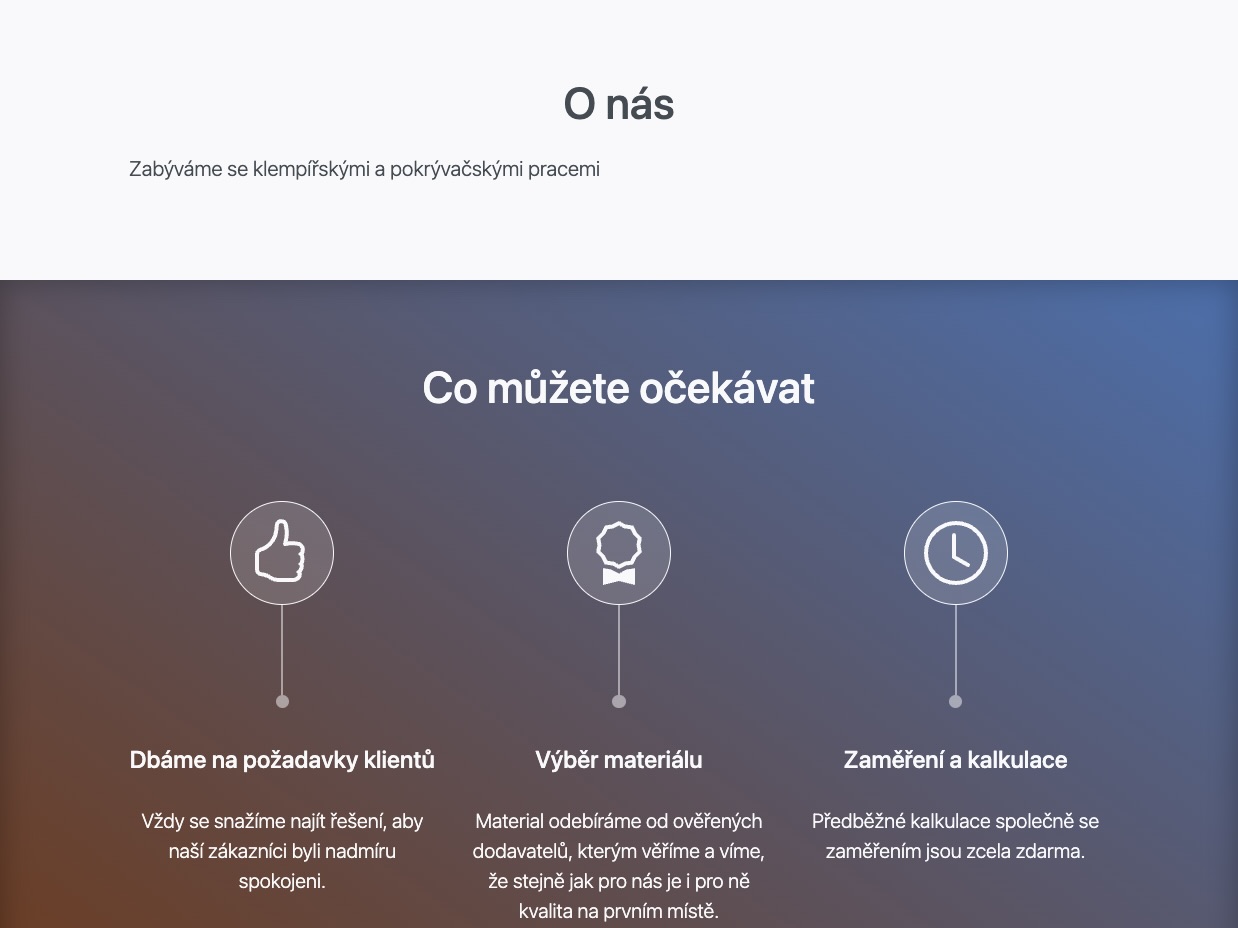 O nás
Zabýváme se klempířskými a pokrývačskými pracemi
Co můžete očekávat
Dbáme na požadavky klientů
Vždy se snažíme najít řešení, aby
naší zákazníci byli nadmíru
spokojeni.
Výběr materiálu
Material odebíráme od ověřených
dodavatelů, kterým věříme a víme,
že stejně jak pro nás je i pro ně
kvalita na prvním místě.
Zaměření a kalkulace
Předběžné kalkulace společně se
zaměřením jsou zcela zdarma.